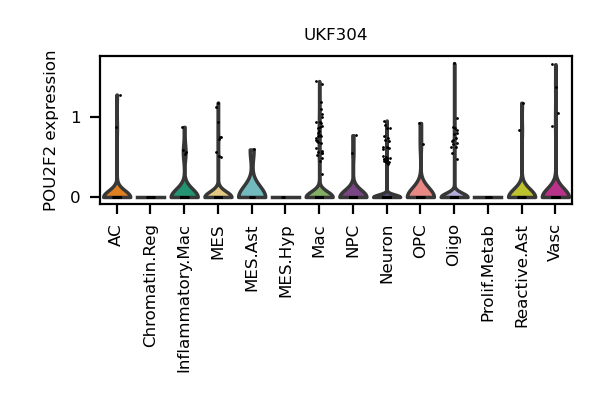 UKF304
POU2F2 expression
1
0
AC
Chromatin.Reg
Inflammatory.Mac
MES
MES.Ast
MES.Hyp
Mac
NPC
Neuron
OPC
Oligo
Prolif.Metab
Reactive.Ast
Vasc